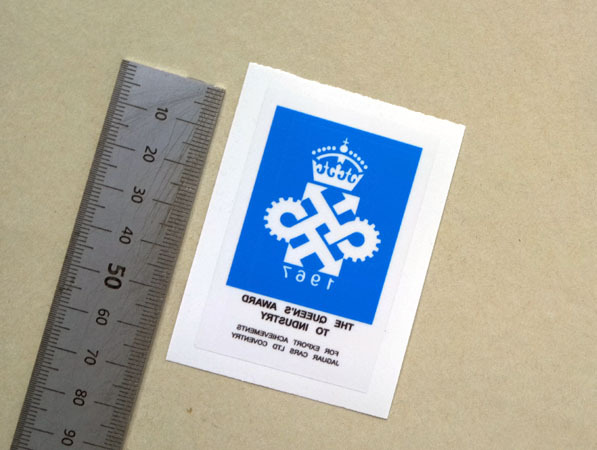 10
20
30
40
50
60
70
80
90
1967
THE QUEEN'S AWARD
TO INDUSTRY
FOR EXPORT ACHIEVEMENTS
JAGUAR CARS LTD COVENTRY